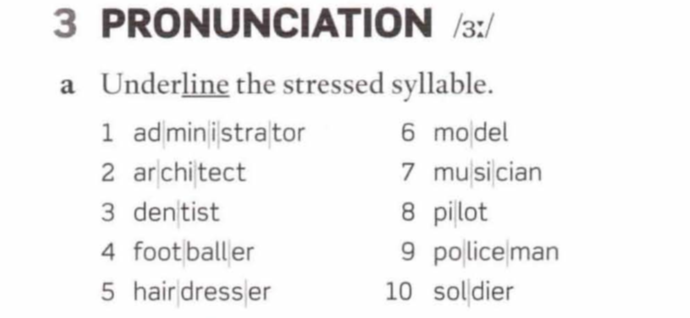 3 PRONUNCIATION /ɜː/
a Underline the stressed syllable.
1 ad|min|i|stra|tor
2 ar|chi|tect
3 den|tist
4 foot|ball|er
5 hair|dress|er
6 mo|del
7 mu|si|cian
8 pi|lot
9 po|lice|man
10 sol|dier